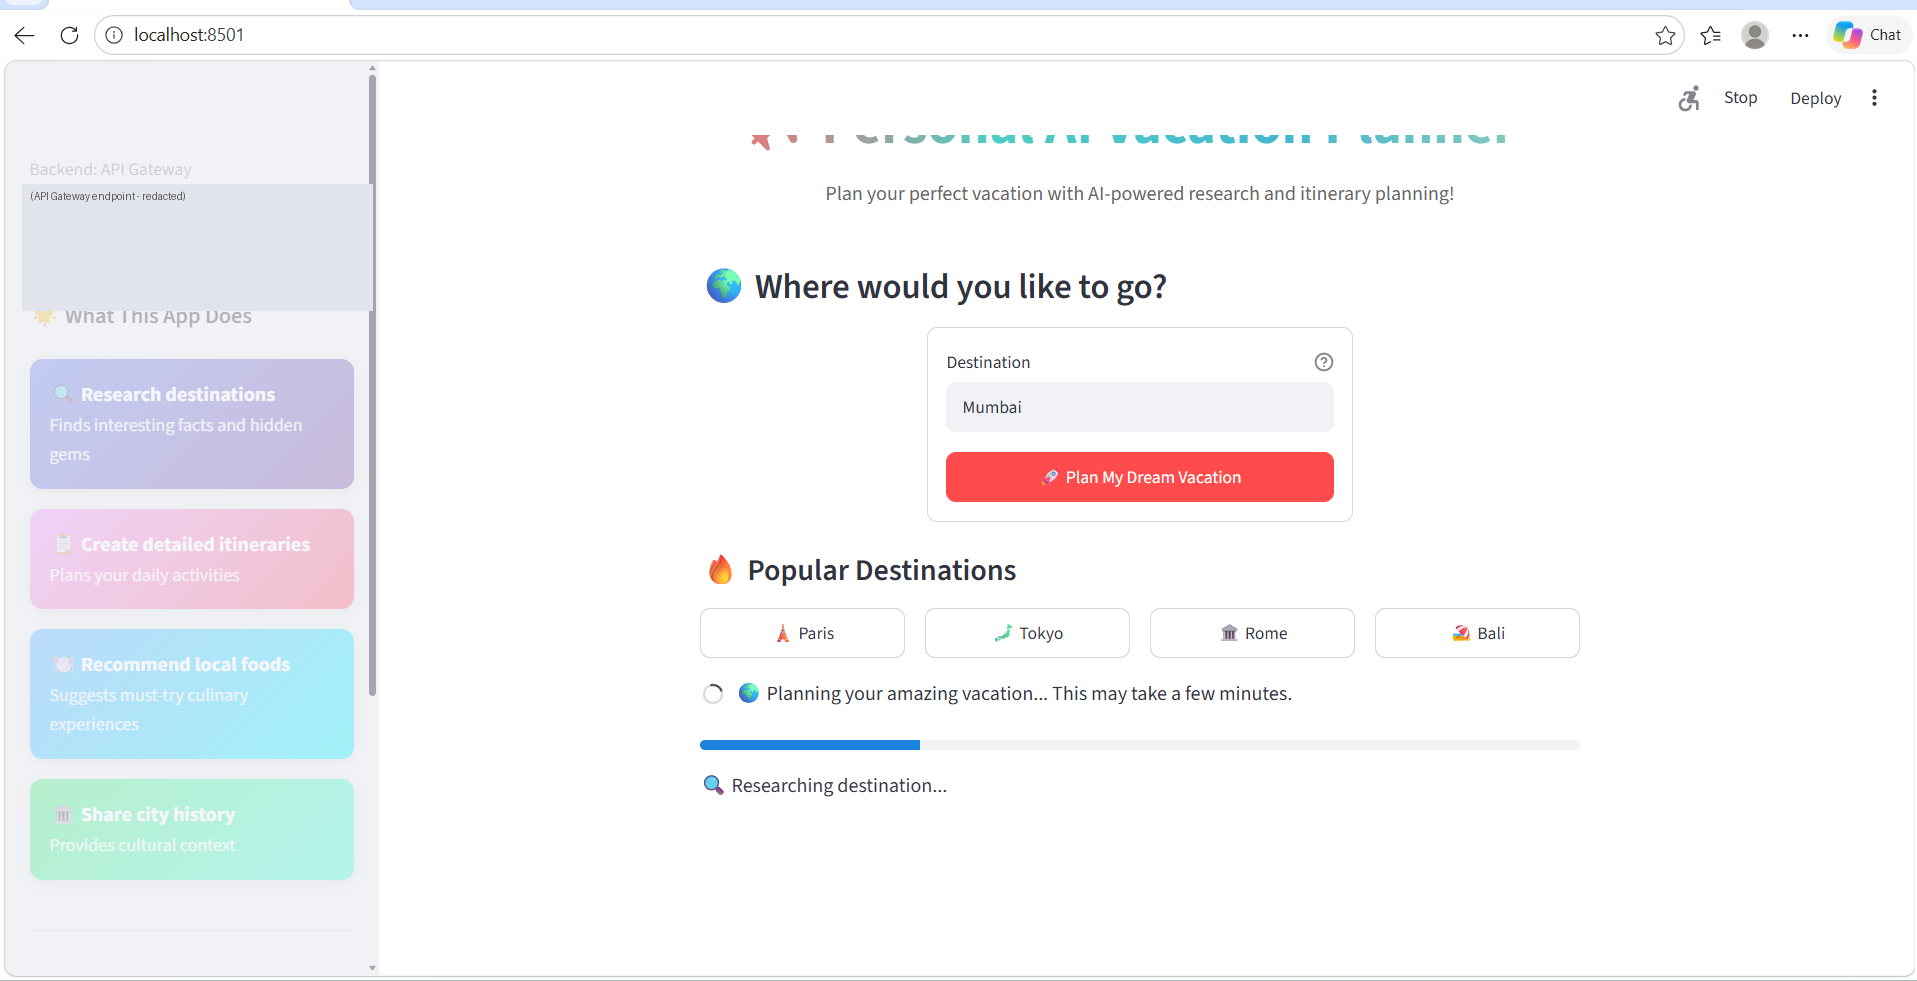 localhost:8501
Chat
Stop
Deploy
Backend: API Gateway
(API Gateway endpoint - redacted)
What This App Does
Research destinations
Finds interesting facts and hidden
gems
Create detailed itineraries
Plans your daily activities
Recommend local foods
Suggests must-try culinary
experiences
Share city history
Provides cultural context
Personal AI Vacation Planner
Plan your perfect vacation with AI-powered research and itinerary planning!
Where would you like to go?
Destination
Mumbai
Plan My Dream Vacation
Popular Destinations
Paris
Tokyo
Rome
Bali
Planning your amazing vacation... This may take a few minutes.
Researching destination...